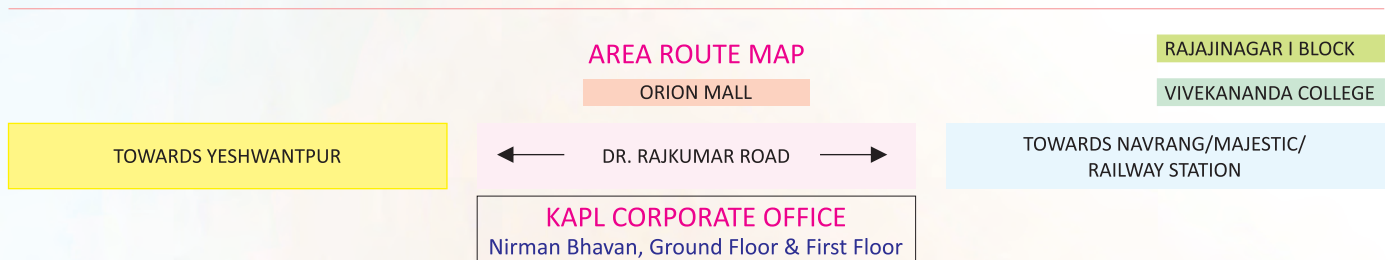 AREA ROUTE MAP
RAJAJINAGAR I BLOCK
ORION MALL
VIVEKANANDA COLLEGE
TOWARDS YESHWANTPUR
DR. RAJKUMAR ROAD
TOWARDS NAVRANG/MAJESTIC/
RAILWAY STATION
KAPL CORPORATE OFFICE
Nirman Bhavan, Ground Floor & First Floor